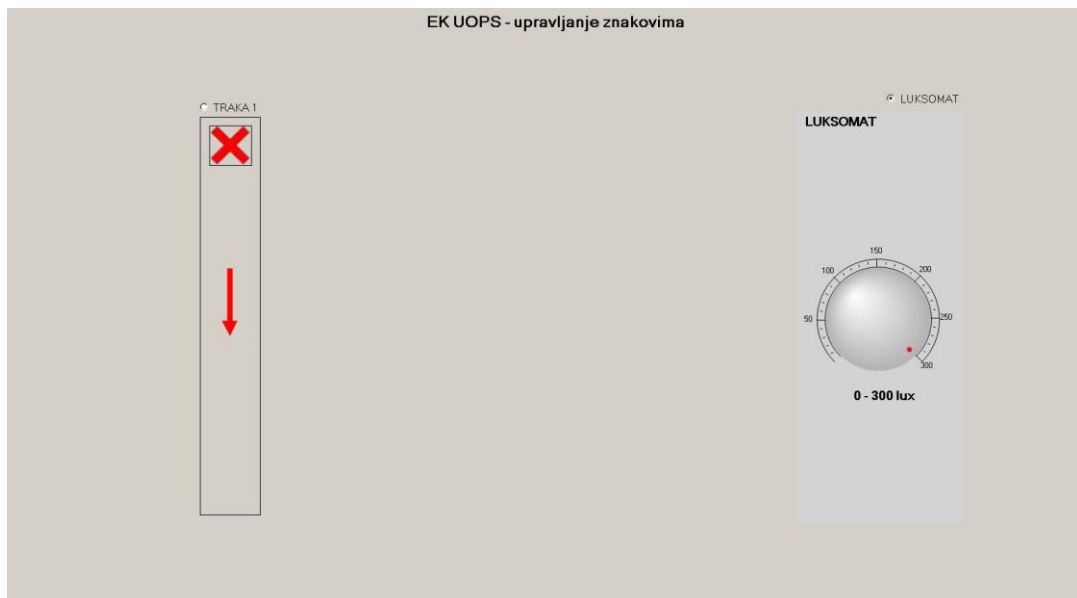 EK UOPS - upravljanje znakovima
TRAKA 1
LUKSOMAT
LUKSOMAT
150
100
200
50
250
300
0 - 300 lux